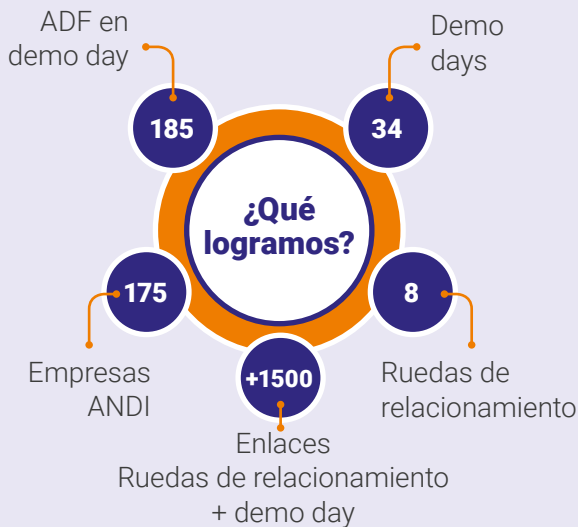 ADF en
demo day
185
Demo
days
34
¿Qué
logramos?
175
Empresas
ANDI
8
Ruedas de
relacionamiento
+1500
Enlaces
Ruedas de relacionamiento
+ demo day